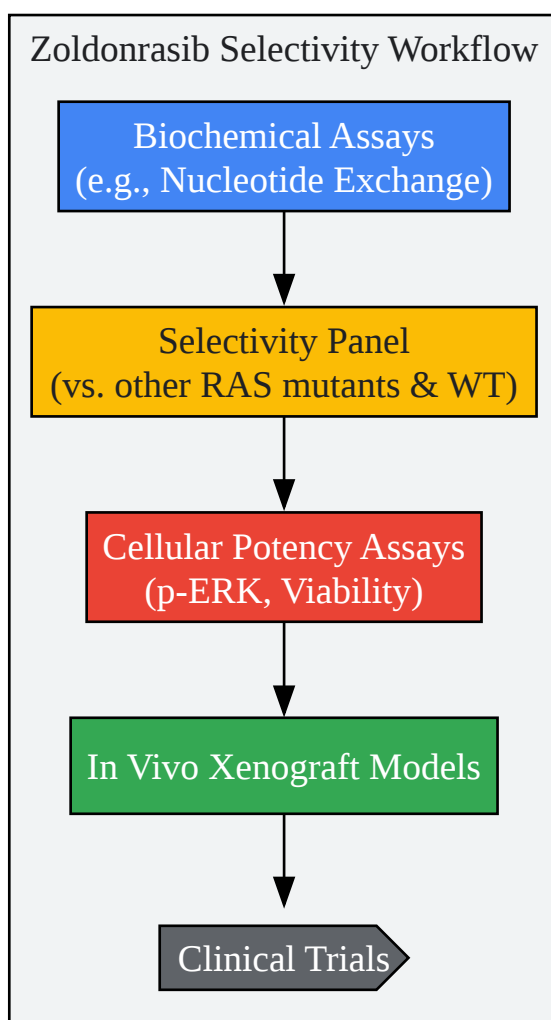 Zoldonrasib Selectivity Workflow
Biochemical Assays
(e.g., Nucleotide Exchange)
Selectivity Panel
(vs. other RAS mutants & WT)
Cellular Potency Assays
(p-ERK, Viability)
In Vivo Xenograft Models
Clinical Trials